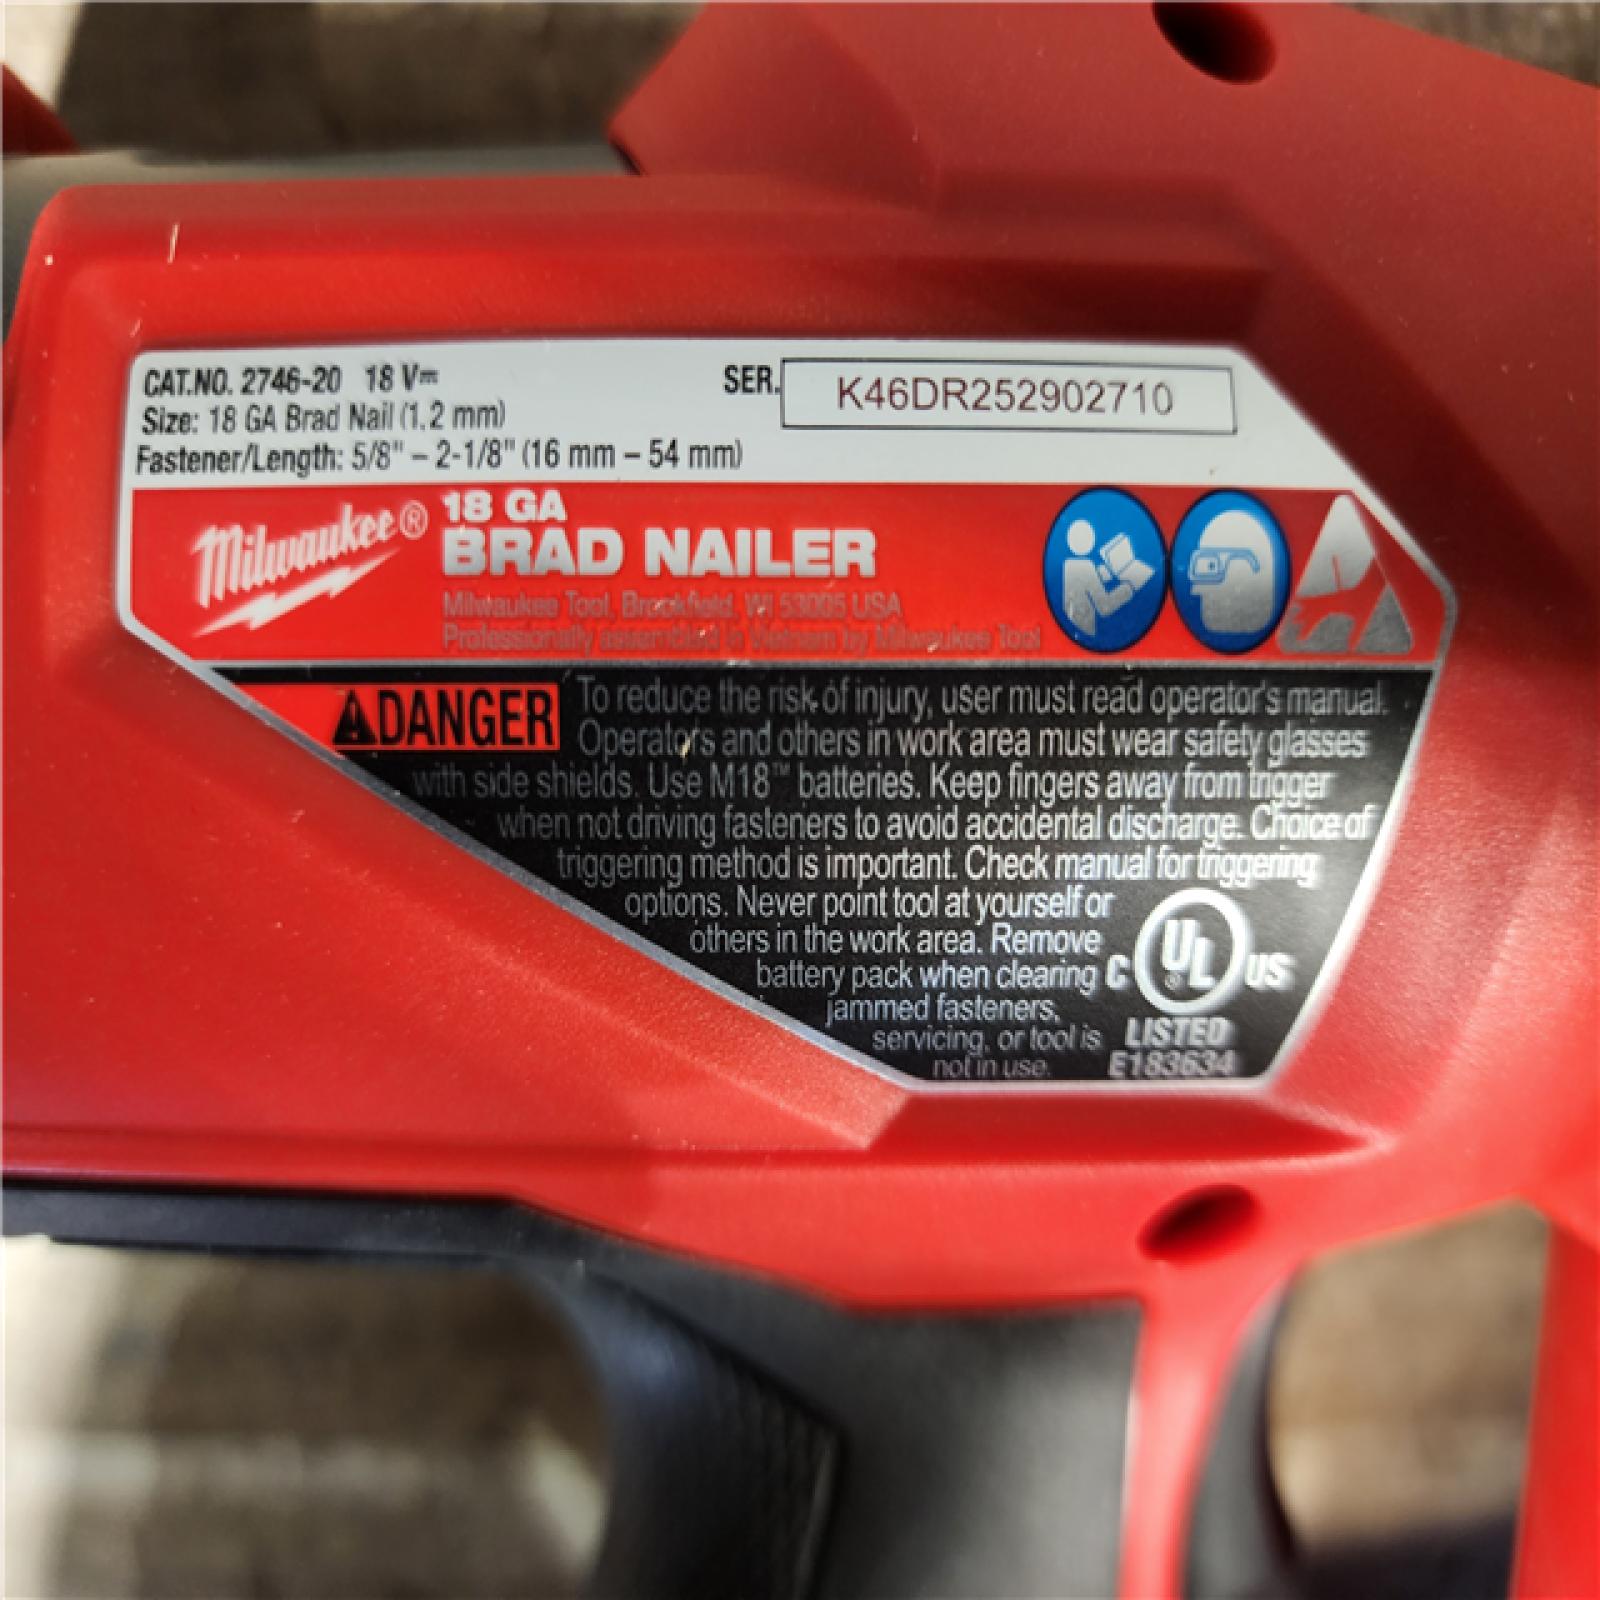 CAT.NO. 2746-20 18 V⎓
SER. K46DR252902710
Size: 18 GA Brad Nail (1.2 mm)
Fastener/Length: 5/8" – 2-1/8" (16 mm – 54 mm)
Milwaukee®
18 GA
BRAD NAILER
Milwaukee Tool, Brookfield, WI 53005 USA
Professionally assembled in Vietnam by Milwaukee Tool
DANGER To reduce the risk of injury, user must read operator's manual.
Operators and others in work area must wear safety glasses
with side shields. Use M18™ batteries. Keep fingers away from trigger
when not driving fasteners to avoid accidental discharge. Choice of
triggering method is important. Check manual for triggering
options. Never point tool at yourself or
others in the work area. Remove
battery pack when clearing
jammed fasteners,
servicing, or tool is
not in use.
C UL® US
LISTED
E183634